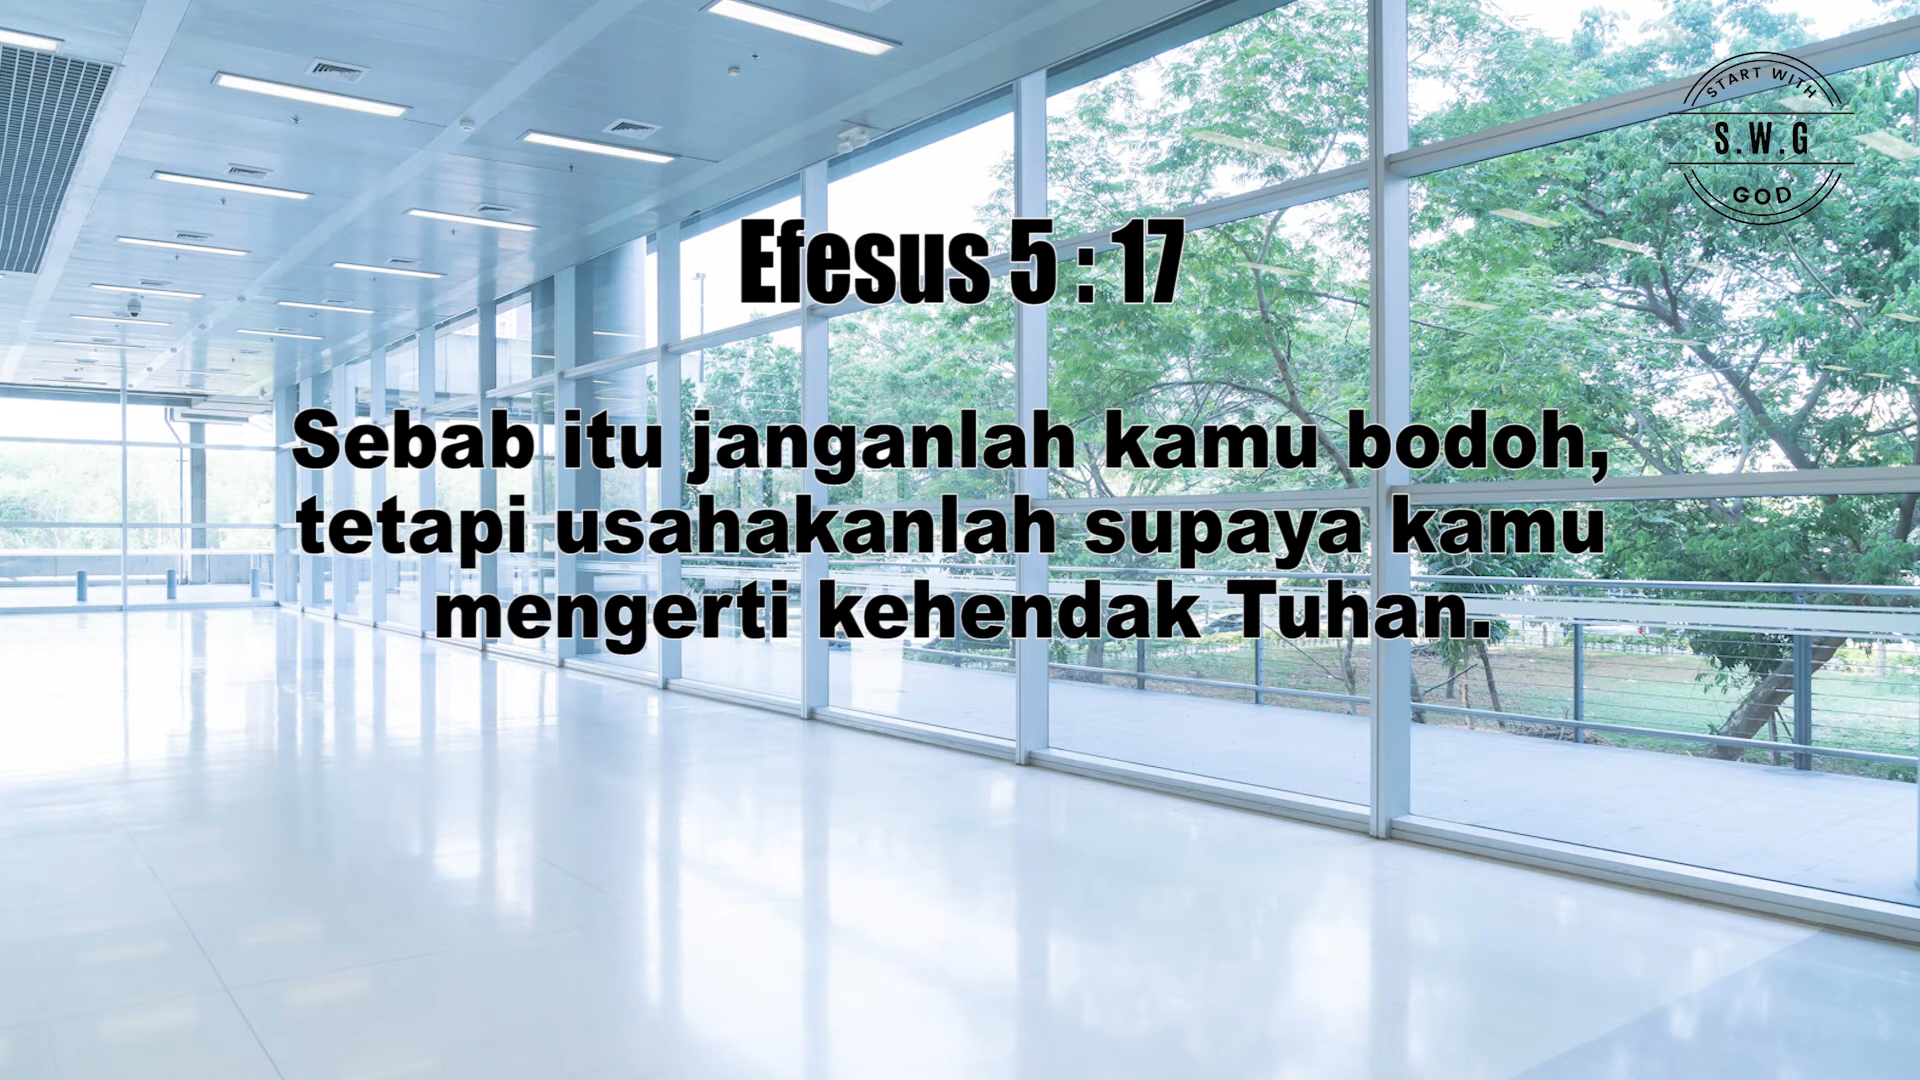 START WITH
S.W.G
GOD
Efesus 5 : 17
Sebab itu janganlah kamu bodoh,
tetapi usahakanlah supaya kamu
mengerti kehendak Tuhan.